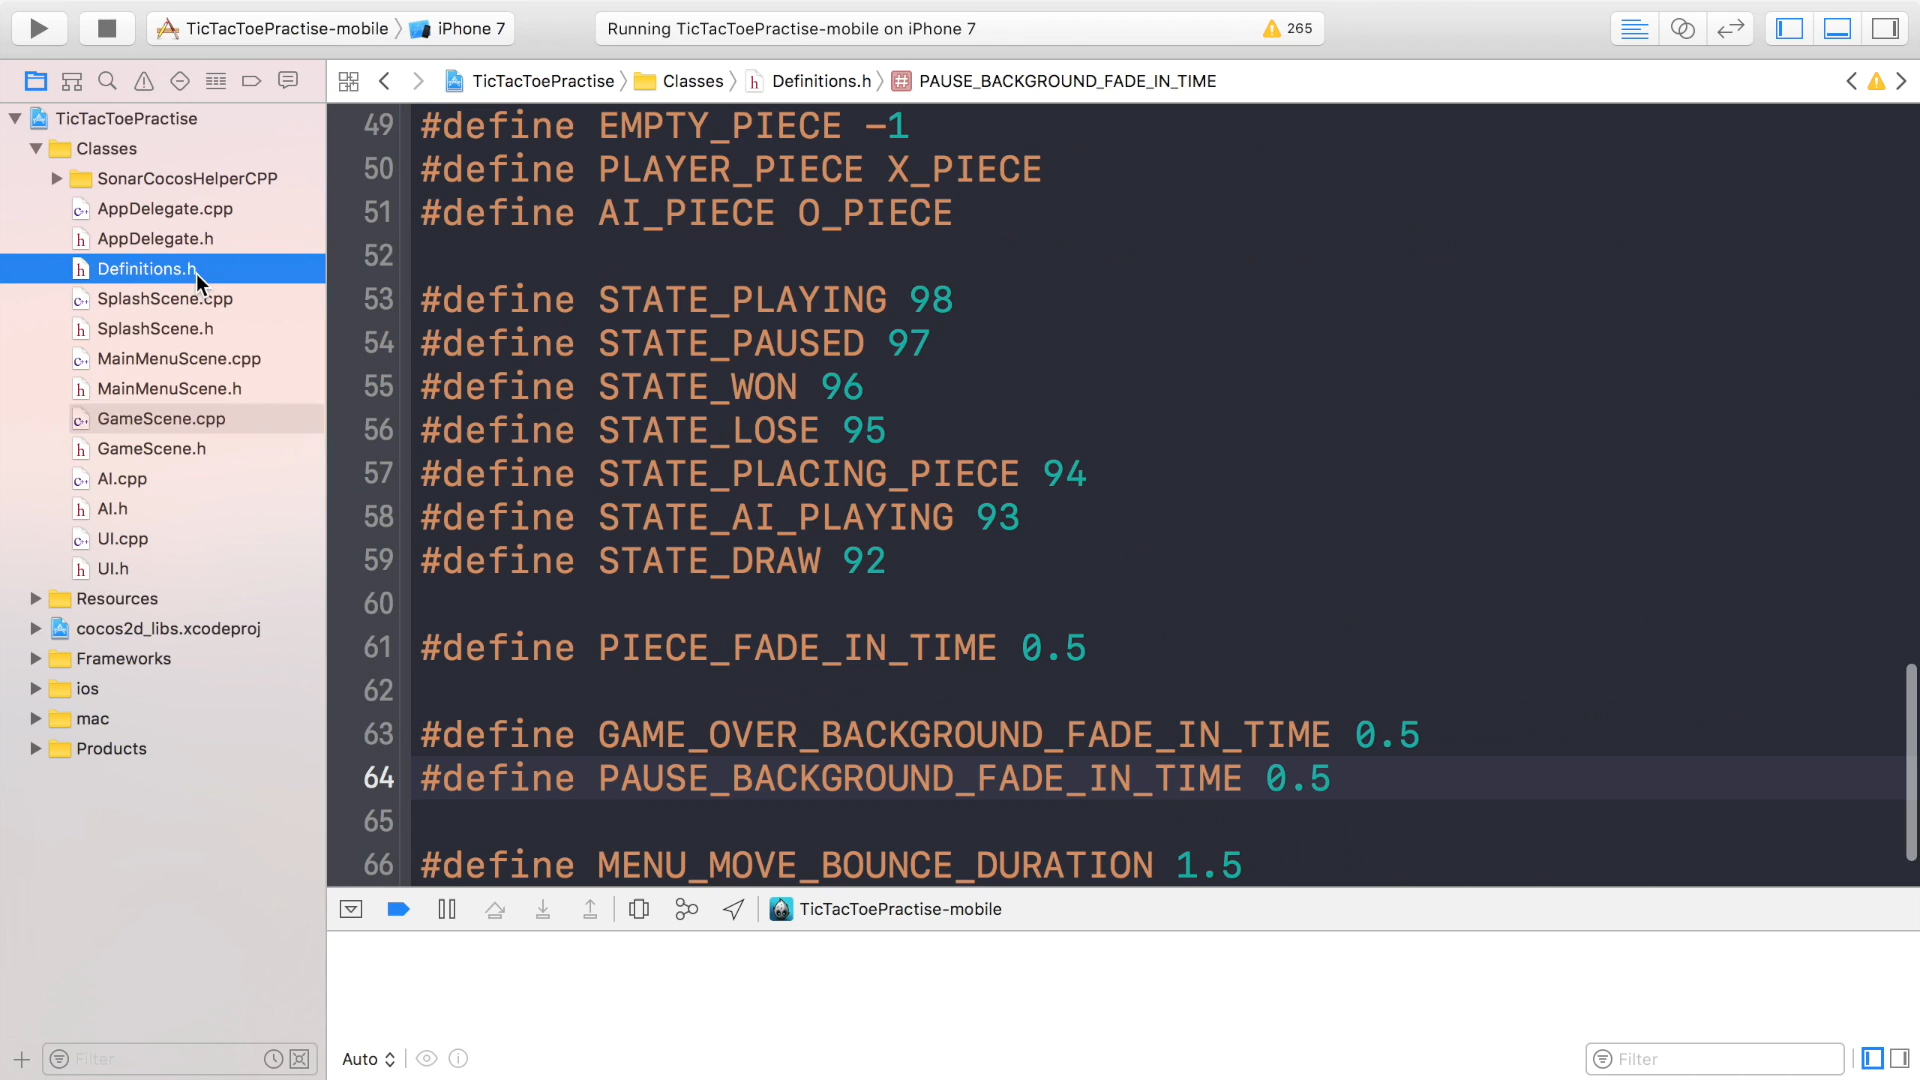 TicTacToePractise-mobile 〉 iPhone 7
Running TicTacToePractise-mobile on iPhone 7
265
TicTacToePractise 〉 Classes 〉 Definitions.h 〉 PAUSE_BACKGROUND_FADE_IN_TIME
TicTacToePractise
Classes
SonarCocosHelperCPP
AppDelegate.cpp
AppDelegate.h
Definitions.h
SplashScene.cpp
SplashScene.h
MainMenuScene.cpp
MainMenuScene.h
GameScene.cpp
GameScene.h
AI.cpp
AI.h
UI.cpp
UI.h
Resources
cocos2d_libs.xcodeproj
Frameworks
ios
mac
Products
Filter
49 #define EMPTY_PIECE -1
50 #define PLAYER_PIECE X_PIECE
51 #define AI_PIECE O_PIECE
52
53 #define STATE_PLAYING 98
54 #define STATE_PAUSED 97
55 #define STATE_WON 96
56 #define STATE_LOSE 95
57 #define STATE_PLACING_PIECE 94
58 #define STATE_AI_PLAYING 93
59 #define STATE_DRAW 92
60
61 #define PIECE_FADE_IN_TIME 0.5
62
63 #define GAME_OVER_BACKGROUND_FADE_IN_TIME 0.5
64 #define PAUSE_BACKGROUND_FADE_IN_TIME 0.5
65
66 #define MENU_MOVE_BOUNCE_DURATION 1.5
TicTacToePractise-mobile
Auto
Filter